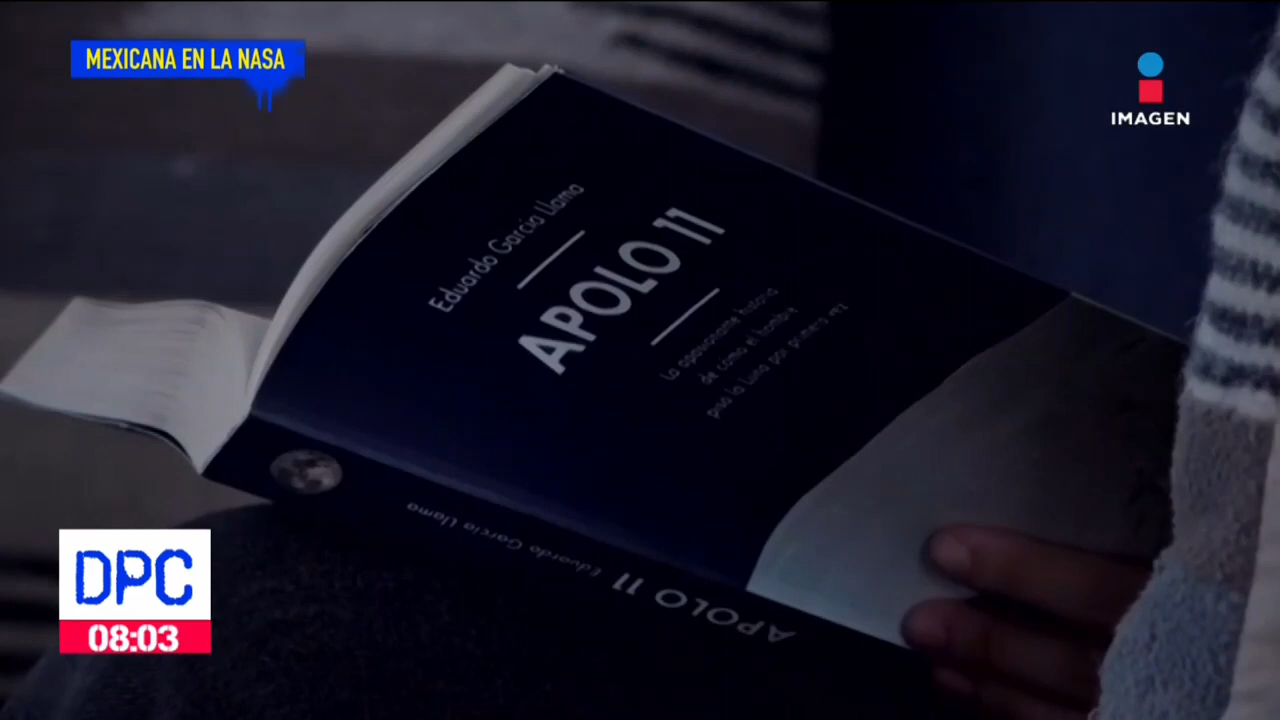 MEXICANA EN LA NASA
IMAGEN
Eduardo García Llama
APOLO 11
La apasionante historia
de cómo el hombre
pisó la Luna por primera vez
APOLO 11 Eduardo García Llama
DPC
08:03